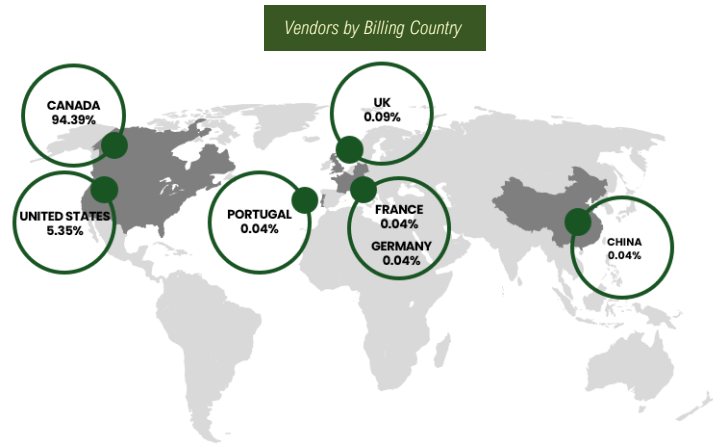 Vendors by Billing Country
CANADA
94.39%
UK
0.09%
UNITED STATES
5.35%
PORTUGAL
0.04%
FRANCE
0.04%
GERMANY
0.04%
CHINA
0.04%